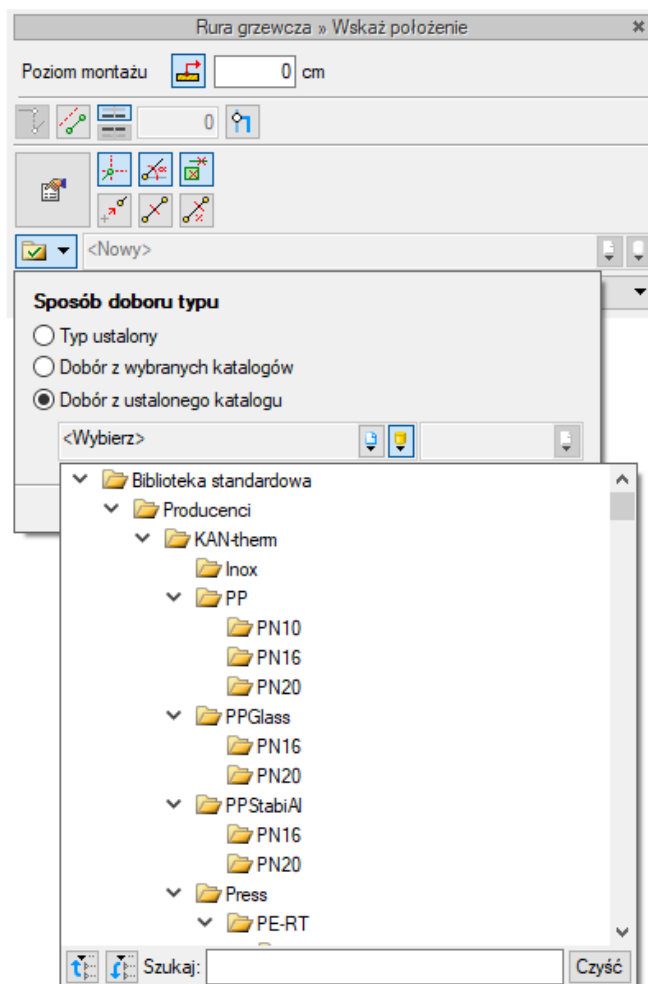 Rura grzewcza » Wskaż położenie
Poziom montażu 0 cm
0
<Nowy>
Sposób doboru typu
Typ ustalony
Dobór z wybranych katalogów
Dobór z ustalonego katalogu
<Wybierz>
Biblioteka standardowa
Producenci
KAN-therm
Inox
PP
PN10
PN16
PN20
PPGlass
PN16
PN20
PPStabiAl
PN16
PN20
Press
PE-RT
Szukaj: Czyść